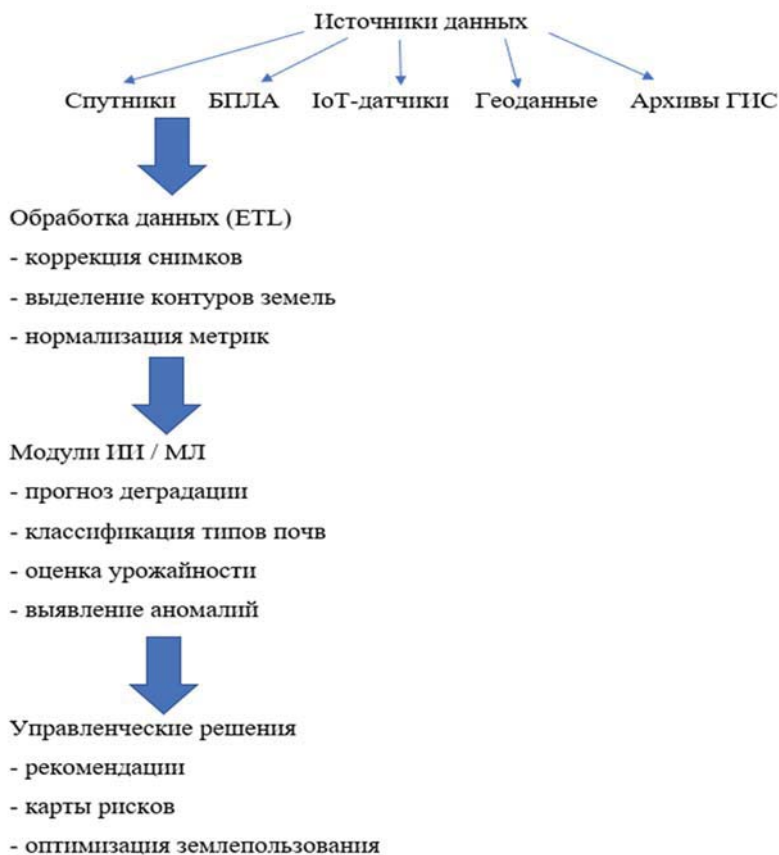 Источники данных
Спутники БПЛА IoT-датчики Геоданные Архивы ГИС
Обработка данных (ETL)
- коррекция снимков
- выделение контуров земель
- нормализация метрик
Модули ИИ / МЛ
- прогноз деградации
- классификация типов почв
- оценка урожайности
- выявление аномалий
Управленческие решения
- рекомендации
- карты рисков
- оптимизация землепользования